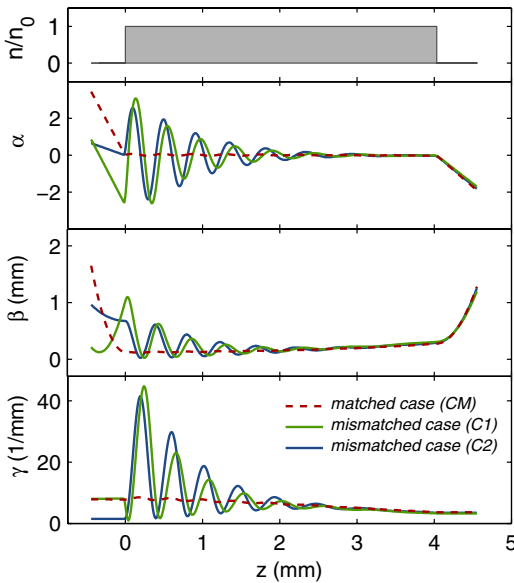 n/n0
1
0
α
2
0
−2
β (mm)
2
1
0
γ (1/mm)
40
20
0
matched case (CM)
mismatched case (C1)
mismatched case (C2)
0
1
2
3
4
5
z (mm)